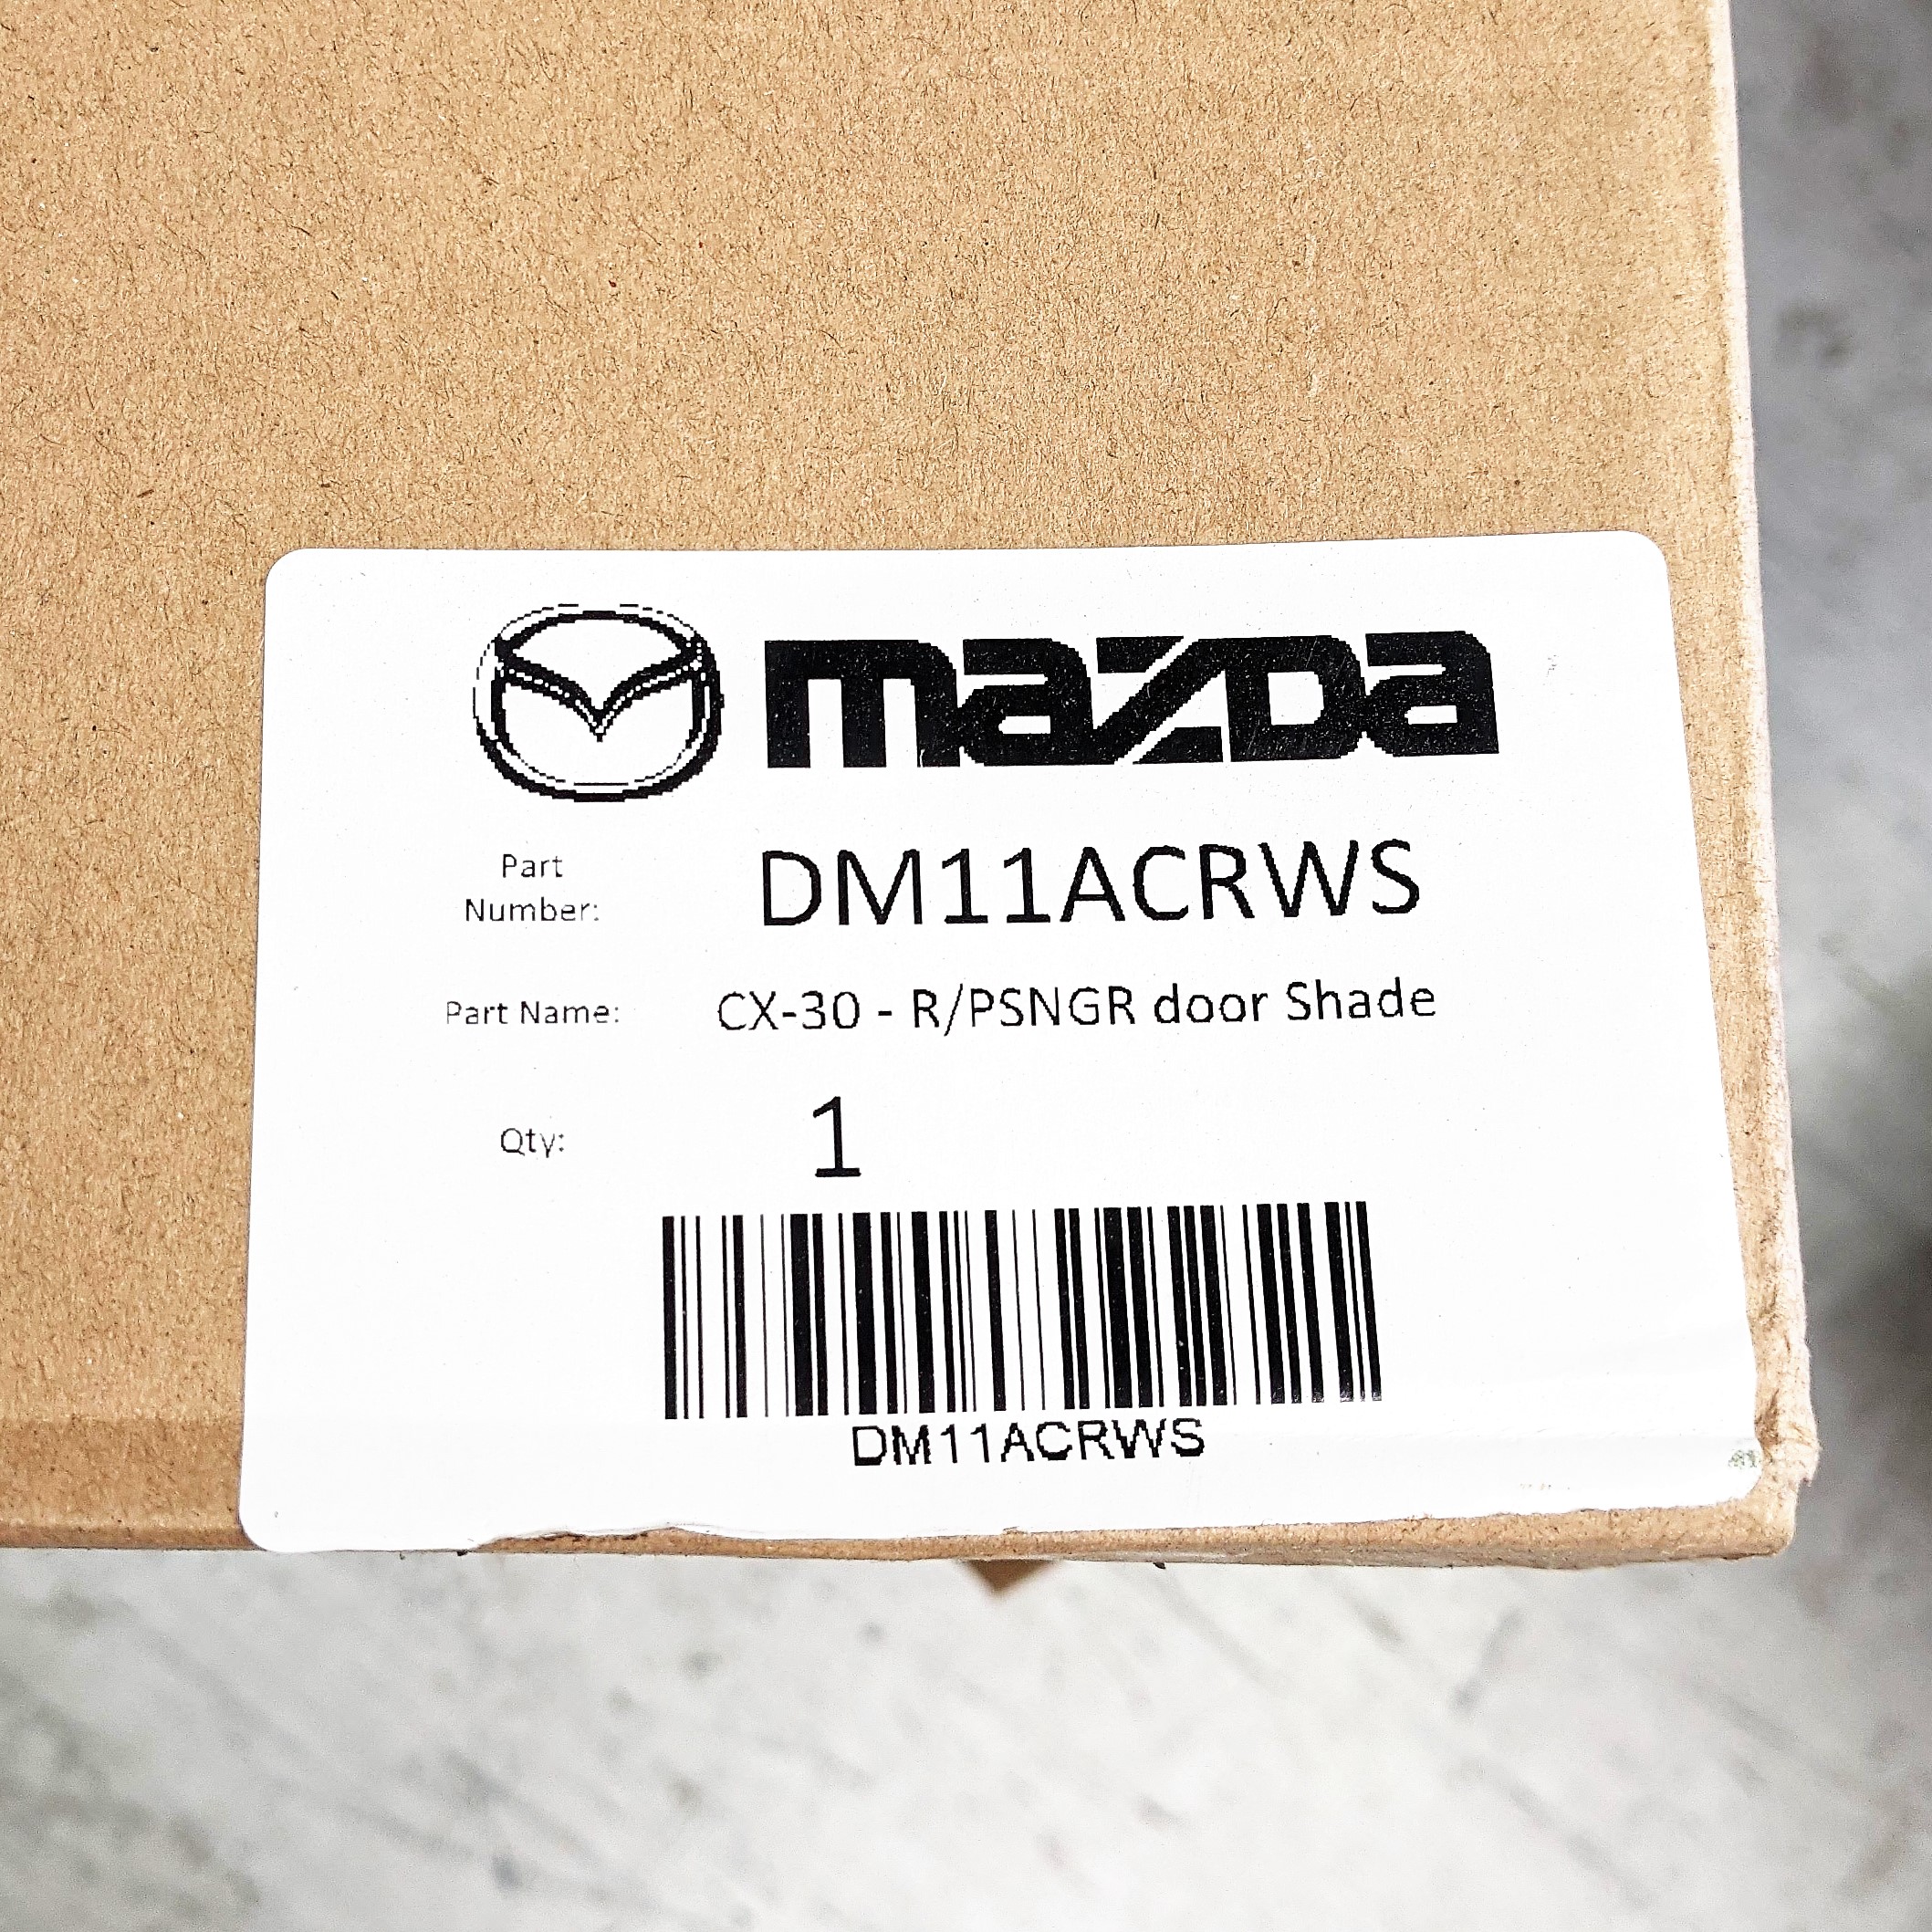 mazda
Part
Number:
DM11ACRWS
Part Name: CX-30 - R/PSNGR door Shade
Qty: 1
DM11ACRWS